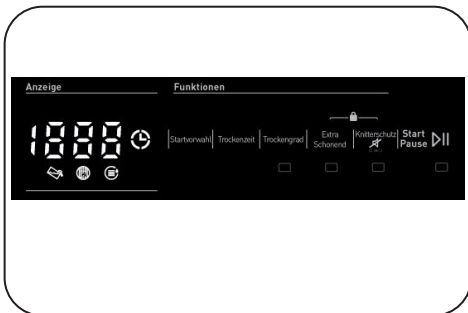 Anzeige
Funktionen
1888
Startvorwahl Trockenzeit Trockengrad Extra Schonend Knitterschutz Start Pause